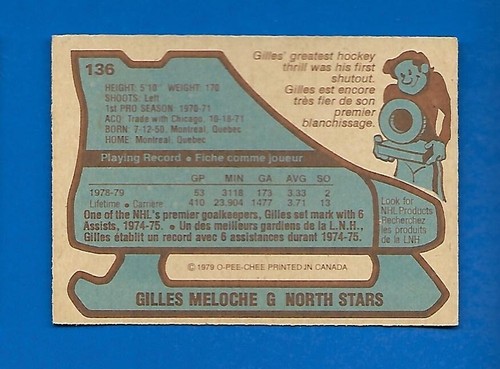 136
HEIGHT: 5'10" WEIGHT: 170
SHOOTS: Left
1st PRO SEASON: 1970-71
ACQ: Trade with Chicago, 10-18-71
BORN: 7-12-50, Montreal, Quebec
HOME: Montreal, Quebec
Gilles' greatest hockey
thrill was his first
shutout.
Gilles est encore
très fier de son
premier
blanchissage.
Playing Record • Fiche comme joueur
GP MIN GA AVG SO
1978-79 53 3118 173 3.33 2
Lifetime • Carrière 410 23,904 1477 3.71 13
One of the NHL's premier goalkeepers, Gilles set mark with 6
Assists, 1974-75. • Un des meilleurs gardiens de la L.N.H.,
Gilles établit un record avec 6 assistances durant 1974-75.
Look for
NHL Products
Recherchez
les produits
de la LNH
© 1979 O-PEE-CHEE PRINTED IN CANADA
GILLES MELOCHE G NORTH STARS